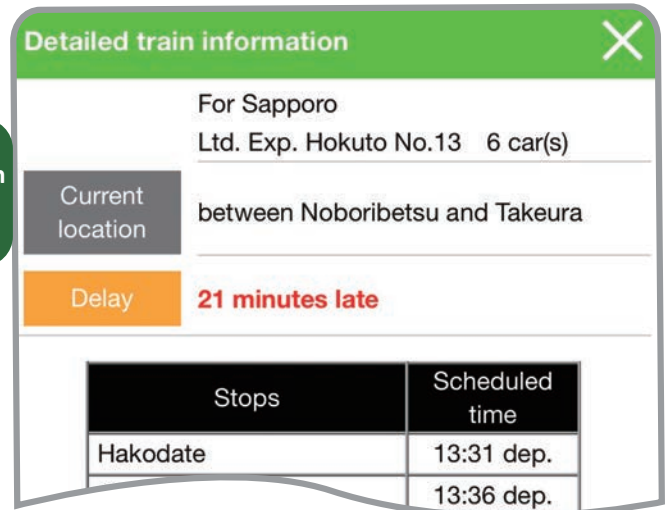 Detailed train information
For Sapporo
Ltd. Exp. Hokuto No.13 6 car(s)
Current
location
between Noboribetsu and Takeura
Delay
21 minutes late
Stops
Scheduled
time
Hakodate
13:31 dep.
13:36 dep.